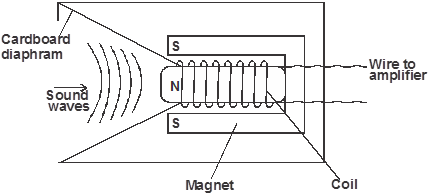 Cardboard
diaphram
S
Wire to
amplifier
Sound
waves
N
S
Magnet
Coil